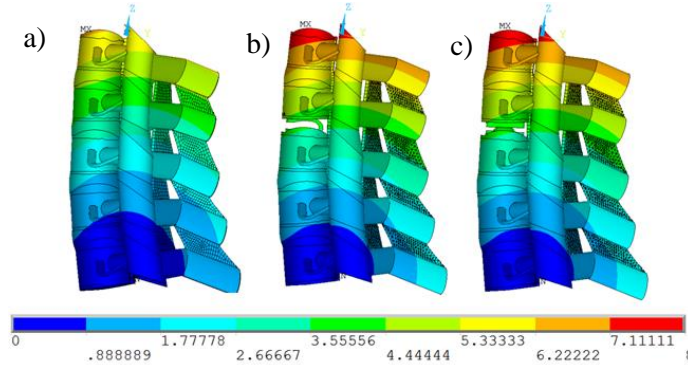 a) b) c)
Z Z Z
MX MX MX
Y Y Y
0 1.77778 3.55556 5.33333 7.11111
.888889 2.66667 4.44444 6.22222